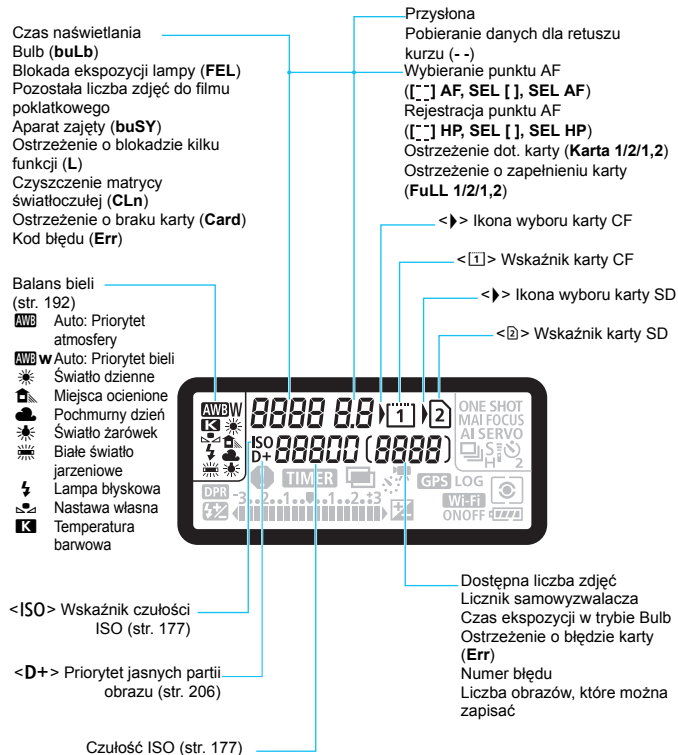 Czas naświetlania
Bulb (buLb)
Blokada ekspozycji lampy (FEL)
Pozostała liczba zdjęć do filmu
poklatkowego
Aparat zajęty (buSY)
Ostrzeżenie o blokadzie kilku
funkcji (L)
Czyszczenie matrycy
światłoczułej (CLn)
Ostrzeżenie o braku karty (Card)
Kod błędu (Err)
Przysłona
Pobieranie danych dla retuszu
kurzu (- -)
Wybieranie punktu AF
([ ] AF, SEL [ ], SEL AF)
Rejestracja punktu AF
([ ] HP, SEL [ ], SEL HP)
Ostrzeżenie dot. karty (Karta 1/2/1,2)
Ostrzeżenie o zapełnieniu karty
(FuLL 1/2/1,2)
< > Ikona wyboru karty CF
<1> Wskaźnik karty CF
< > Ikona wyboru karty SD
<2> Wskaźnik karty SD
Balans bieli
(str. 192)
AWB Auto: Priorytet
atmosfery
AWB W Auto: Priorytet bieli
Światło dzienne
Miejsca ocienione
Pochmurny dzień
Światło żarówek
Białe światło
jarzeniowe
Lampa błyskowa
Nastawa własna
K Temperatura
barwowa
AWB W 8888 8.8 1 2 ONE SHOT
K MAI FOCUS
AI SERVO
ISO 88800 (8888) S H 2
D+
TIMER GPS LOG
DPR -3..2..1..0..1..2..+3 Wi-Fi
ONOFF
<ISO> Wskaźnik czułości
ISO (str. 177)
<D+> Priorytet jasnych partii
obrazu (str. 206)
Czułość ISO (str. 177)
Dostępna liczba zdjęć
Licznik samowyzwalacza
Czas ekspozycji w trybie Bulb
Ostrzeżenie o błędzie karty
(Err)
Numer błędu
Liczba obrazów, które można
zapisać